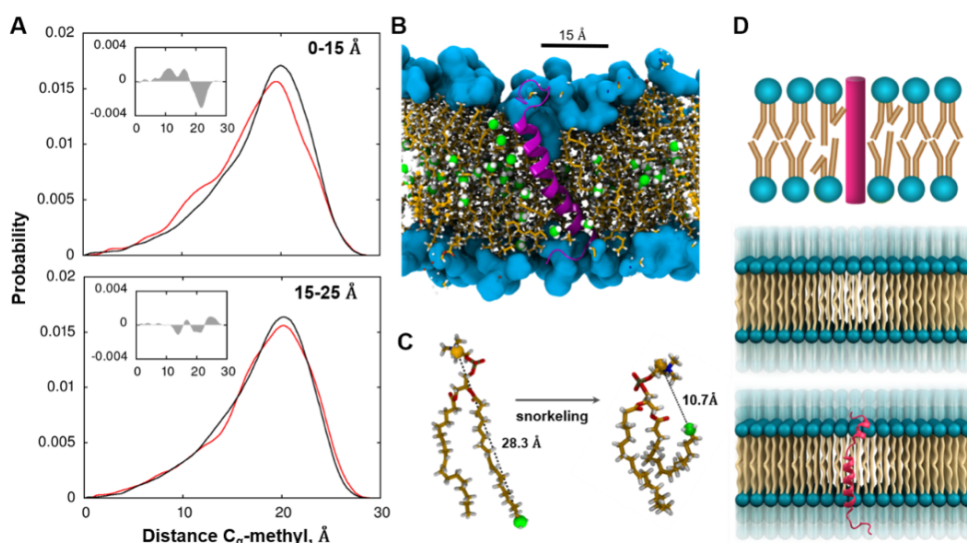 A
0.02
0.015
0.01
0.005
0
0.004
0
-0.004
0 10 20 30
0-15 Å
0.02
0.015
0.01
0.005
0
0.004
0
-0.004
0 10 20 30
15-25 Å
0 10 20 30
Probability
Distance Cα-methyl, Å
B
15 Å
C
28.3 Å
snorkeling
10.7Å
D